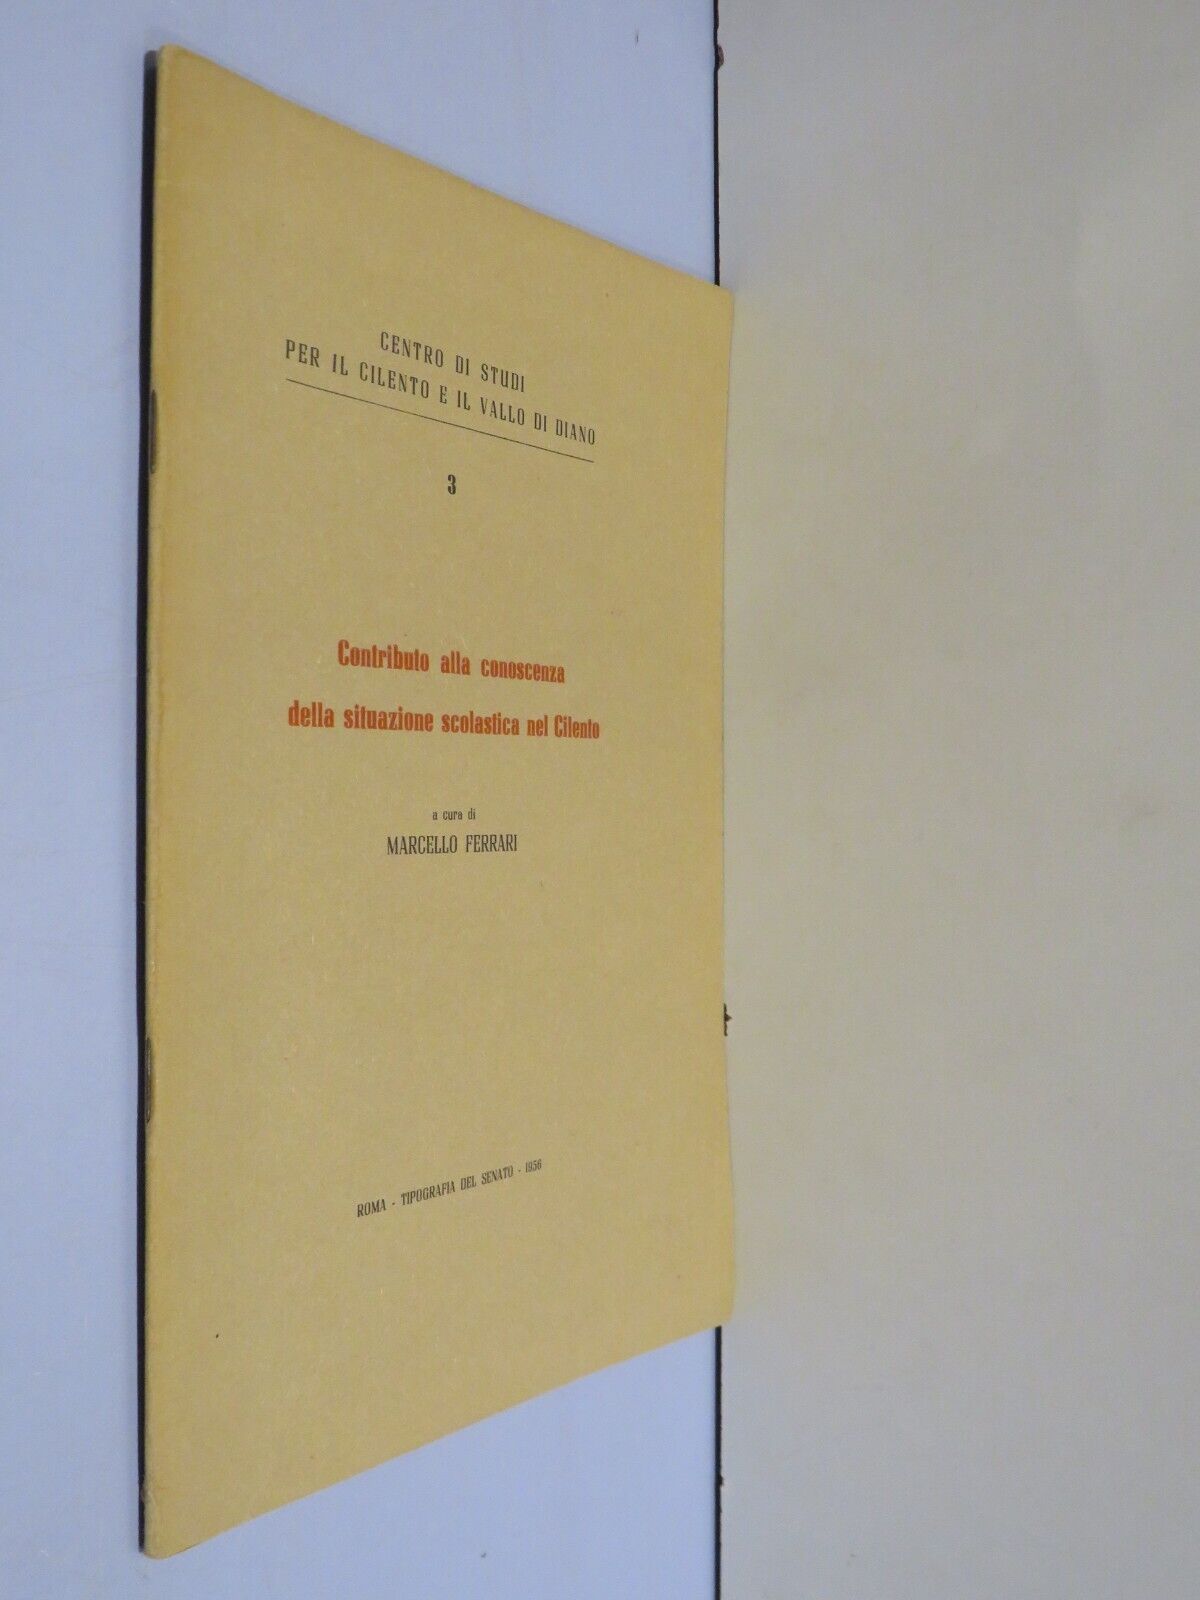 CENTRO DI STUDI
PER IL CILENTO E IL VALLO DI DIANO
3
Contributo alla conoscenza
della situazione scolastica nel Cilento
a cura di
MARCELLO FERRARI
ROMA - TIPOGRAFIA DEL SENATO - 1956